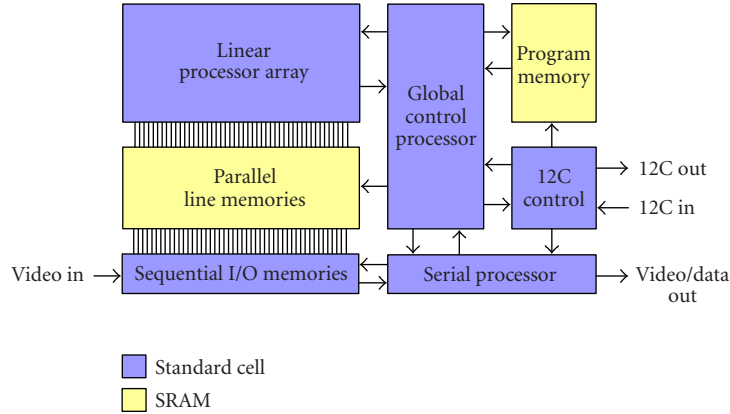 Linear
processor array
Global
control
processor
Program
memory
Parallel
line memories
12C
control
12C out
12C in
Video in
Sequential I/O memories
Serial processor
Video/data
out
Standard cell
SRAM